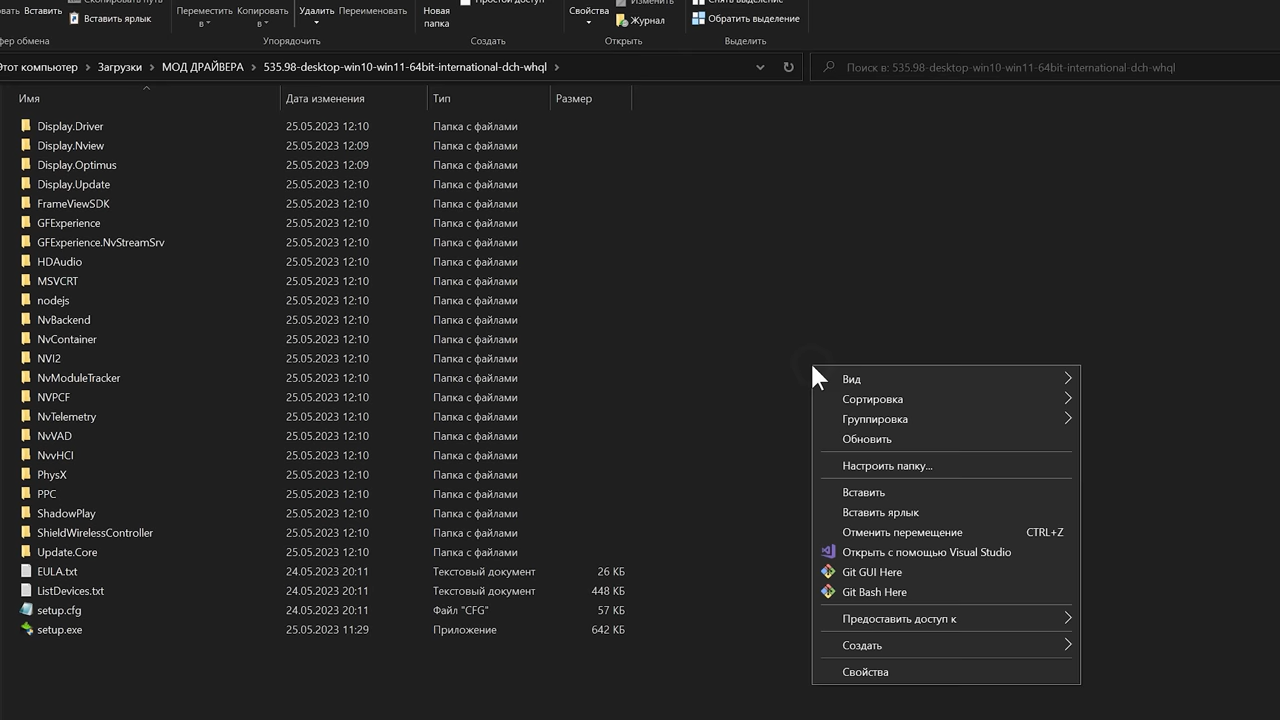 Вставить
Вставить ярлык
Переместить в
Копировать в
Удалить
Переименовать
Новая папка
Простой доступ
Свойства
Изменить
Журнал
Обратить выделение
Упорядочить
Создать
Открыть
Выделить
Загрузки
МОД ДРАЙВЕРА
535.98-desktop-win10-win11-64bit-international-dch-whql
Поиск в: 535.98-desktop-win10-win11-64bit-international-dch-whql
Имя Дата изменения Тип Размер
Display.Driver 25.05.2023 12:10 Папка с файлами
Display.Nview 25.05.2023 12:09 Папка с файлами
Display.Optimus 25.05.2023 12:09 Папка с файлами
Display.Update 25.05.2023 12:10 Папка с файлами
FrameViewSDK 25.05.2023 12:10 Папка с файлами
GFExperience 25.05.2023 12:10 Папка с файлами
GFExperience.NvStreamSrv 25.05.2023 12:10 Папка с файлами
HDAudio 25.05.2023 12:10 Папка с файлами
MSVCRT 25.05.2023 12:10 Папка с файлами
nodejs 25.05.2023 12:10 Папка с файлами
NvBackend 25.05.2023 12:10 Папка с файлами
NvContainer 25.05.2023 12:10 Папка с файлами
NVI2 25.05.2023 12:10 Папка с файлами
NvModuleTracker 25.05.2023 12:10 Папка с файлами
NVPCF 25.05.2023 12:10 Папка с файлами
NvTelemetry 25.05.2023 12:10 Папка с файлами
NvVAD 25.05.2023 12:10 Папка с файлами
NvvHCI 25.05.2023 12:10 Папка с файлами
PhysX 25.05.2023 12:10 Папка с файлами
PPC 25.05.2023 12:10 Папка с файлами
ShadowPlay 25.05.2023 12:10 Папка с файлами
ShieldWirelessController 25.05.2023 12:10 Папка с файлами
Update.Core 25.05.2023 12:10 Папка с файлами
EULA.txt 24.05.2023 20:11 Текстовый документ 26 КБ
ListDevices.txt 24.05.2023 20:11 Текстовый документ 448 КБ
setup.cfg 24.05.2023 20:11 Файл "CFG" 57 КБ
setup.exe 25.05.2023 11:29 Приложение 642 КБ
Вид
Сортировка
Группировка
Обновить
Настроить папку...
Вставить
Вставить ярлык
Отменить перемещение CTRL+Z
Открыть с помощью Visual Studio
Git GUI Here
Git Bash Here
Предоставить доступ к
Создать
Свойства